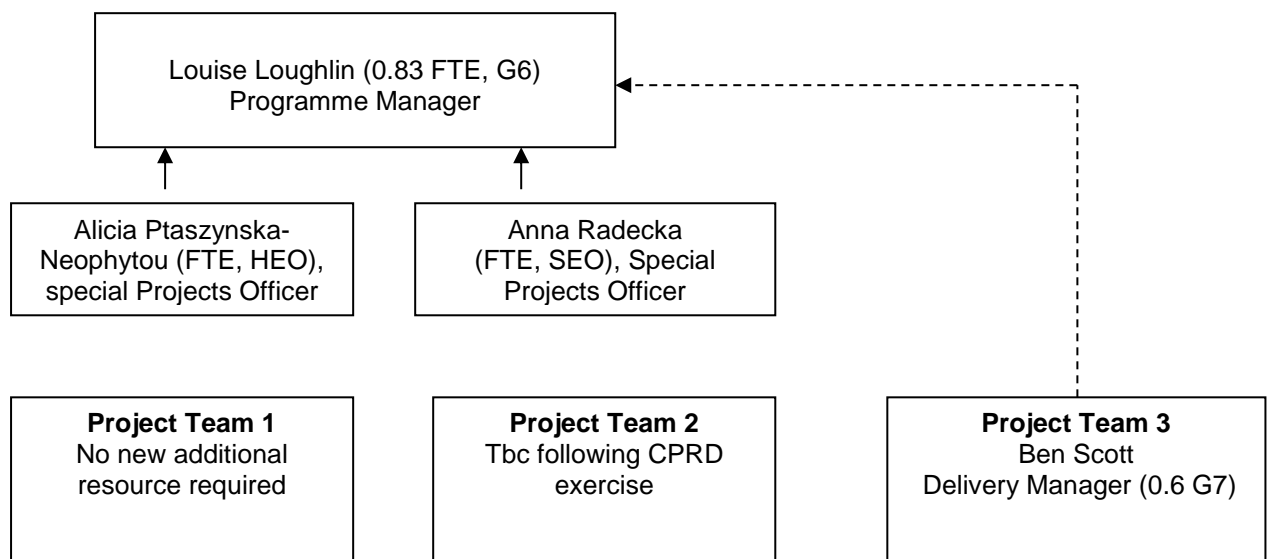 Louise Loughlin (0.83 FTE, G6)
Programme Manager
Alicia Ptaszynska-
Neophytou (FTE, HEO),
special Projects Officer
Anna Radecka
(FTE, SEO), Special
Projects Officer
Project Team 1
No new additional
resource required
Project Team 2
Tbc following CPRD
exercise
Project Team 3
Ben Scott
Delivery Manager (0.6 G7)